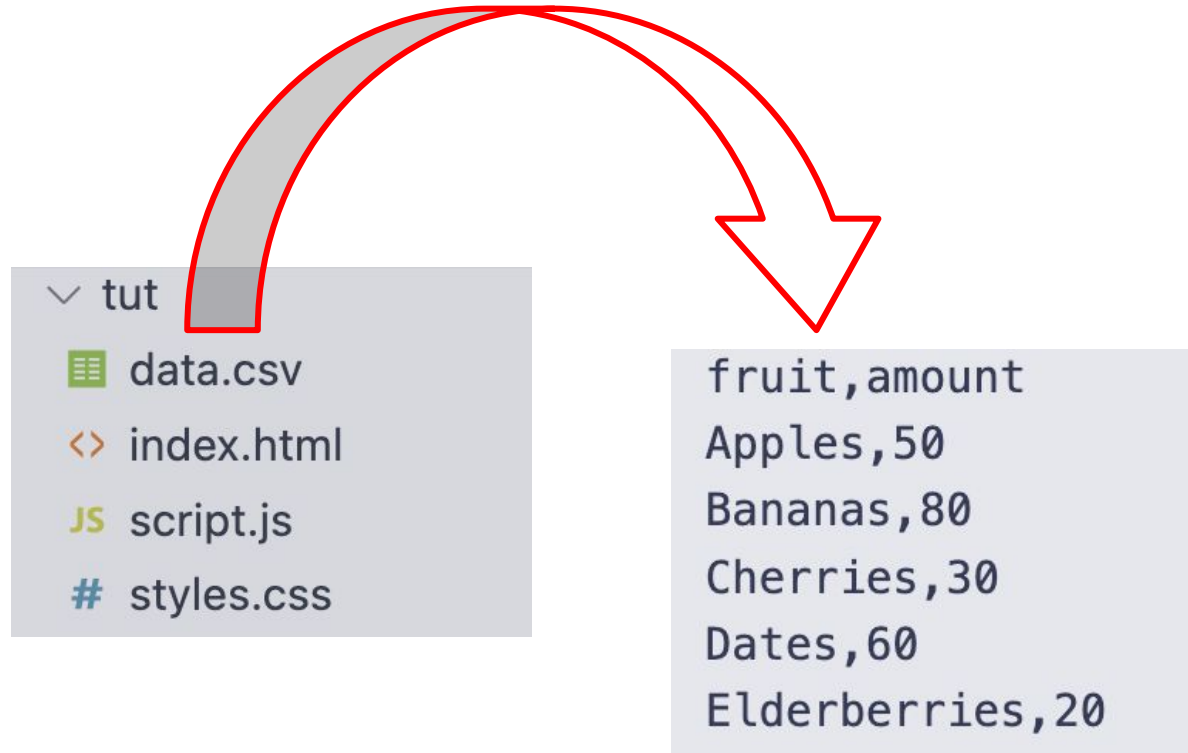 tut
data.csv
<> index.html
JS script.js
# styles.css
fruit,amount
Apples,50
Bananas,80
Cherries,30
Dates,60
Elderberries,20